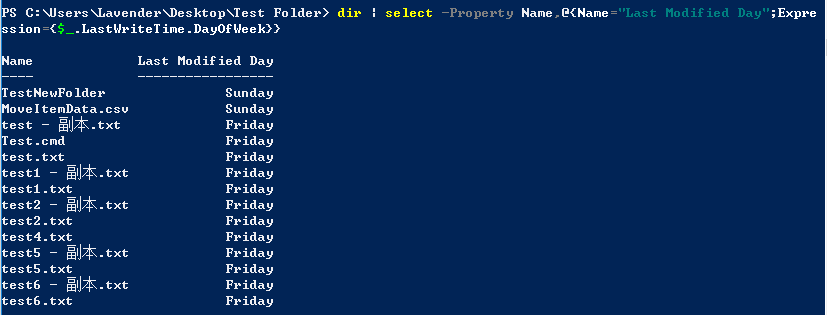 PS C:\Users\Lavender\Desktop\Test Folder> dir | select -Property Name,@{Name="Last Modified Day";Expre
ssion={$_.LastWriteTime.DayOfWeek}}
Name Last Modified Day
---- -----------------
TestNewFolder Sunday
MoveItemData.csv Sunday
test - 副本.txt Friday
Test.cmd Friday
test.txt Friday
test1 - 副本.txt Friday
test1.txt Friday
test2 - 副本.txt Friday
test2.txt Friday
test4.txt Friday
test5 - 副本.txt Friday
test5.txt Friday
test6 - 副本.txt Friday
test6.txt Friday